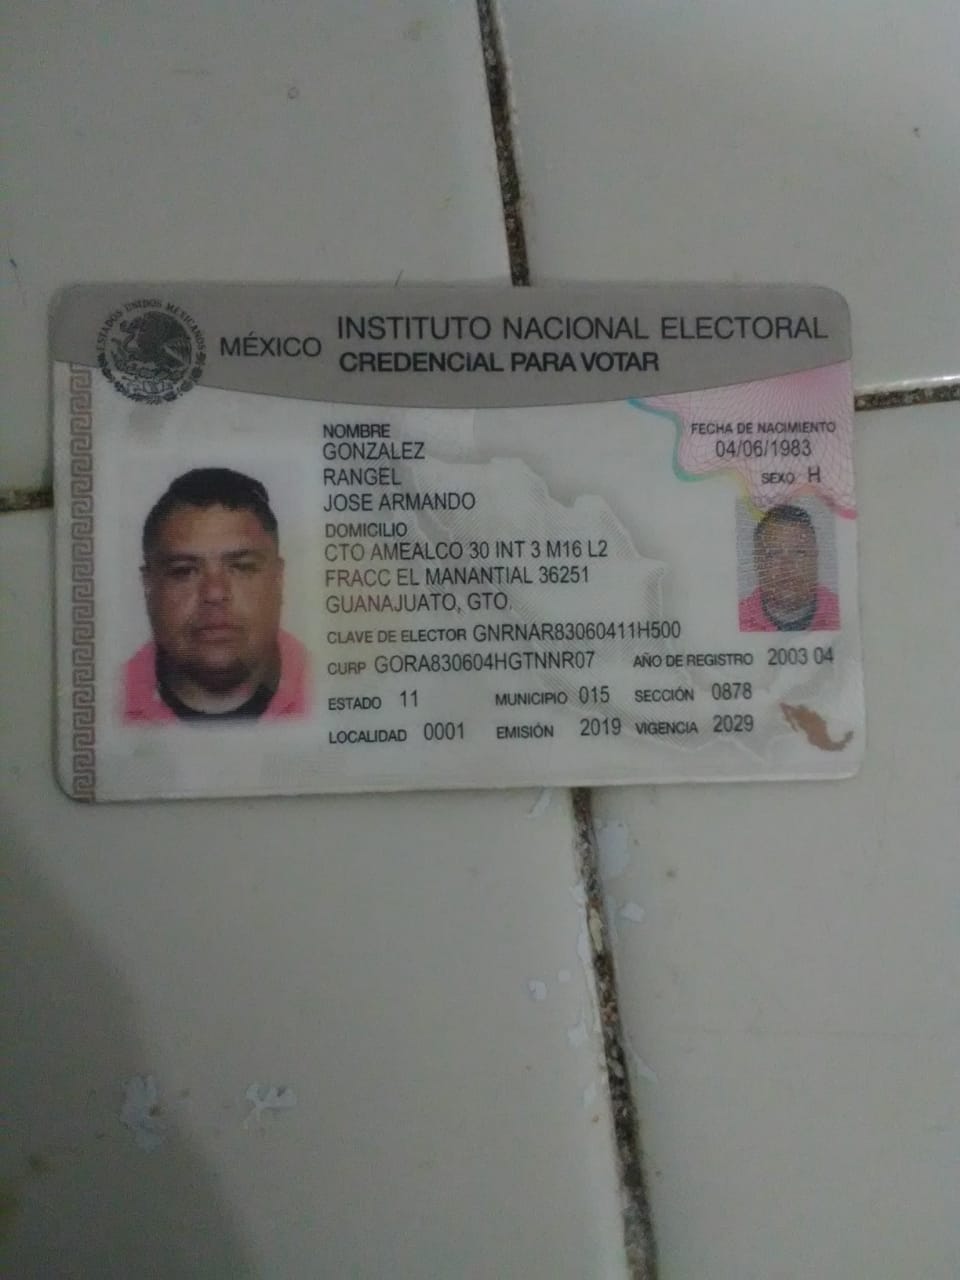 ESTADOS UNIDOS MEXICANOS
MÉXICO
INSTITUTO NACIONAL ELECTORAL
CREDENCIAL PARA VOTAR
NOMBRE
GONZALEZ
RANGEL
JOSE ARMANDO
FECHA DE NACIMIENTO
04/06/1983
SEXO H
DOMICILIO
CTO AMEALCO 30 INT 3 M16 L2
FRACC EL MANANTIAL 36251
GUANAJUATO, GTO.
CLAVE DE ELECTOR GNRNAR83060411H500
CURP GORA830604HGTNNR07 AÑO DE REGISTRO 2003 04
ESTADO 11 MUNICIPIO 015 SECCIÓN 0878
LOCALIDAD 0001 EMISIÓN 2019 VIGENCIA 2029